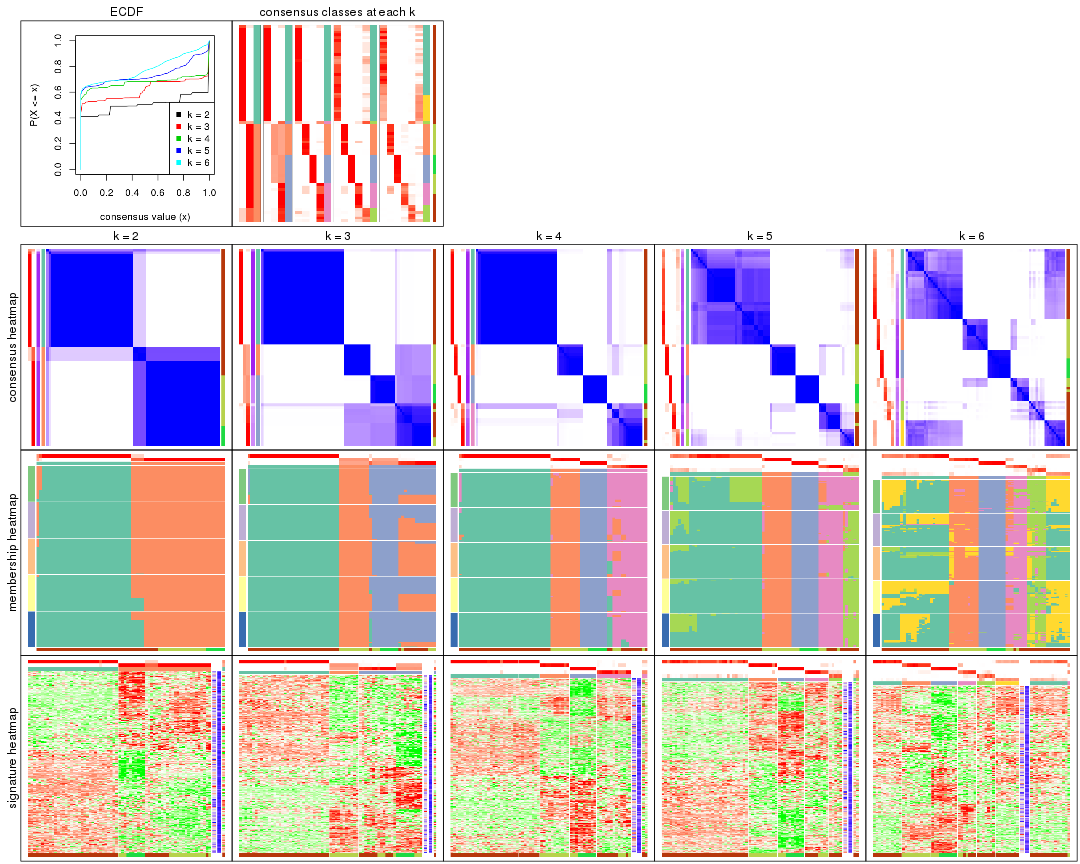 ECDF
consensus classes at each k
P(X <= x)
0.0 0.2 0.4 0.6 0.8 1.0
k = 2
k = 3
k = 4
k = 5
k = 6
0.0 0.2 0.4 0.6 0.8 1.0
consensus value (x)
k = 2 k = 3 k = 4 k = 5 k = 6
consensus heatmap
membership heatmap
signature heatmap